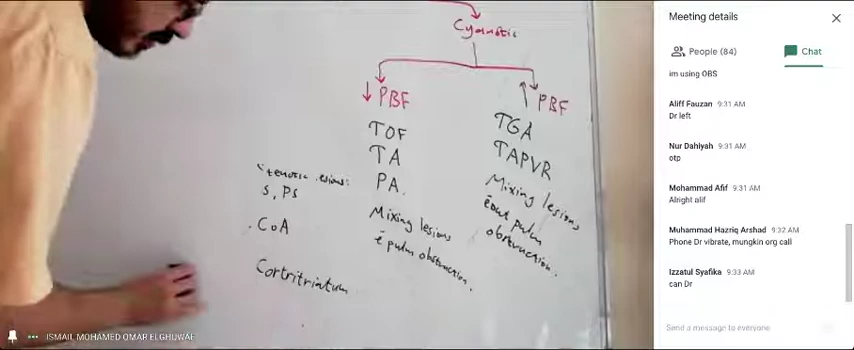 Cyanotic
↓ PBF
↑ PBF
TOF
TA
PA.
Mixing lesions
ē pulm obstruction.
TGA
TAPVR
Mixing lesions
pulm
obstruction.
S, PS
. CoA
Cortritriatum
ISMAIL MOHAMED OMAR ELGHUWAE
Meeting details
People (84)
Chat
im using OBS
Aliff Fauzan 9:31 AM
Dr left
Nur Dahiyah 9:31 AM
otp
Mohammad Afif 9:31 AM
Alright alif
Muhammad Hazriq Arshad 9:32 AM
Phone Dr vibrate, mungkin org call
Izzatul Syafika 9:33 AM
can Dr
Send a message to everyone